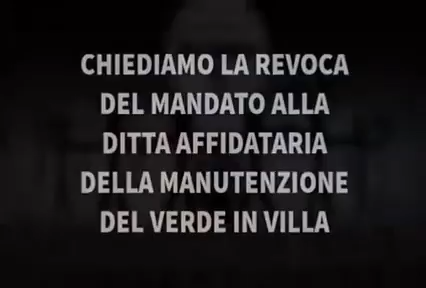 CHIEDIAMO LA REVOCA
DEL MANDATO ALLA
DITTA AFFIDATARIA
DELLA MANUTENZIONE
DEL VERDE IN VILLA